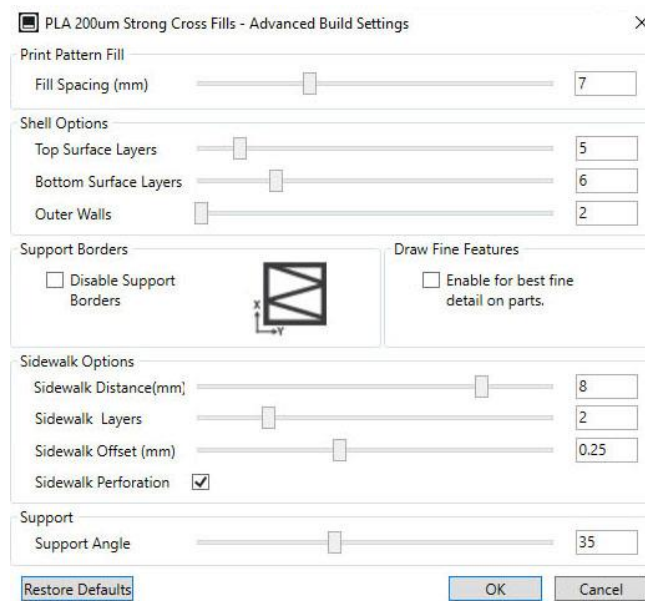 PLA 200um Strong Cross Fills - Advanced Build Settings
Print Pattern Fill
Fill Spacing (mm) 7
Shell Options
Top Surface Layers 5
Bottom Surface Layers 6
Outer Walls 2
Support Borders
Disable Support
Borders
X
Y
Draw Fine Features
Enable for best fine
detail on parts.
Sidewalk Options
Sidewalk Distance(mm) 8
Sidewalk Layers 2
Sidewalk Offset (mm) 0.25
Sidewalk Perforation
Support
Support Angle 35
Restore Defaults OK Cancel